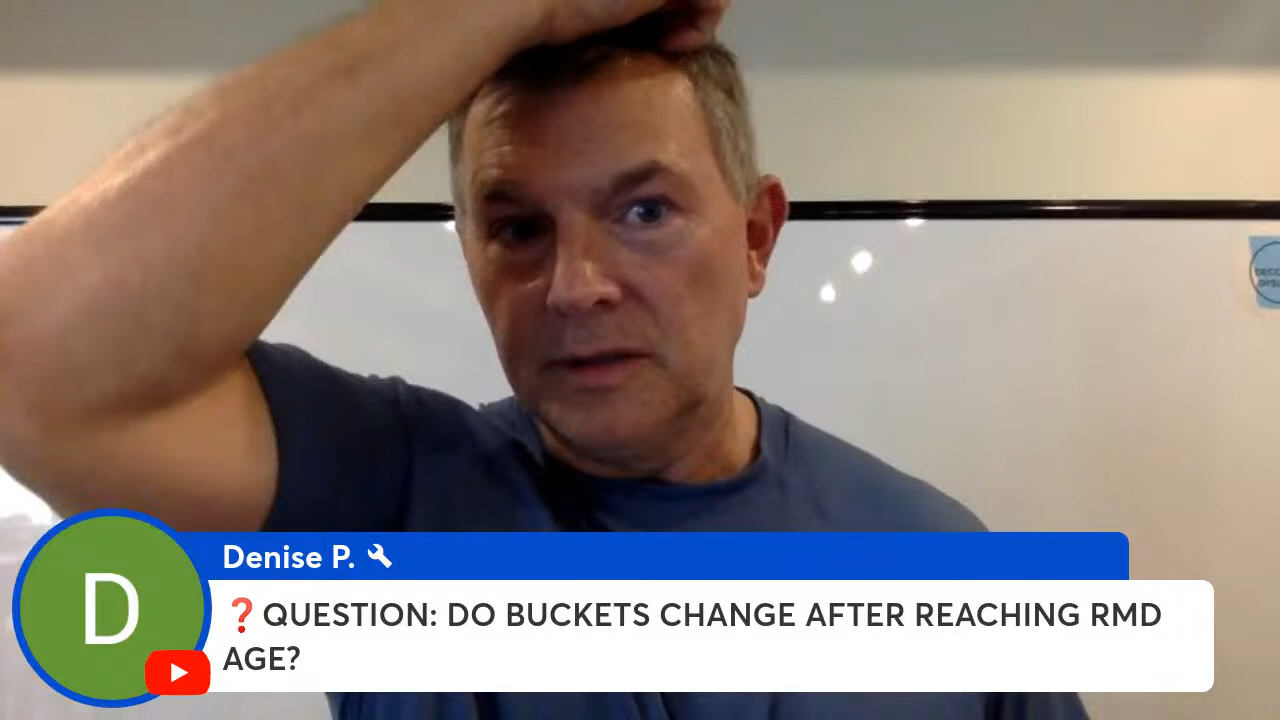 Denise P.
❓QUESTION: DO BUCKETS CHANGE AFTER REACHING RMD
AGE?
D